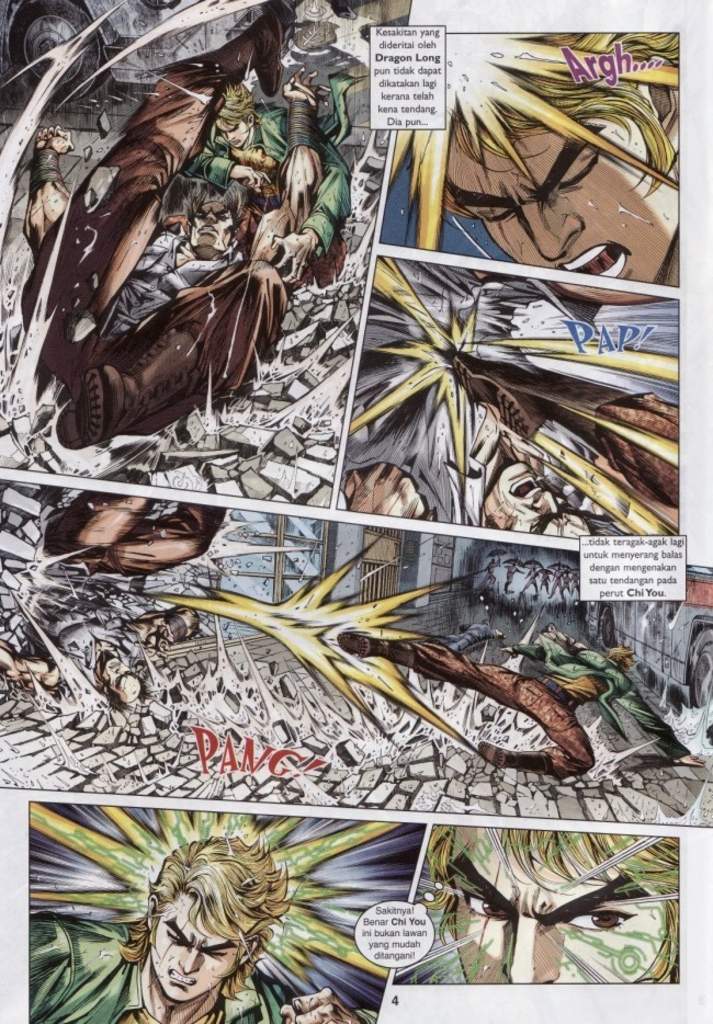 Kesakitan yang
dideritai oleh
Dragon Long
pun tidak dapat
dikatakan lagi
kerana telah
kena tendang.
Dia pun...
Argh.....
PAP!
...tidak teragak-agak lagi
untuk menyerang balas
dengan mengenakan
satu tendangan pada
perut Chi You.
PANG!
Sakitnya!
Benar Chi You
ini bukan lawan
yang mudah
ditangani!
4